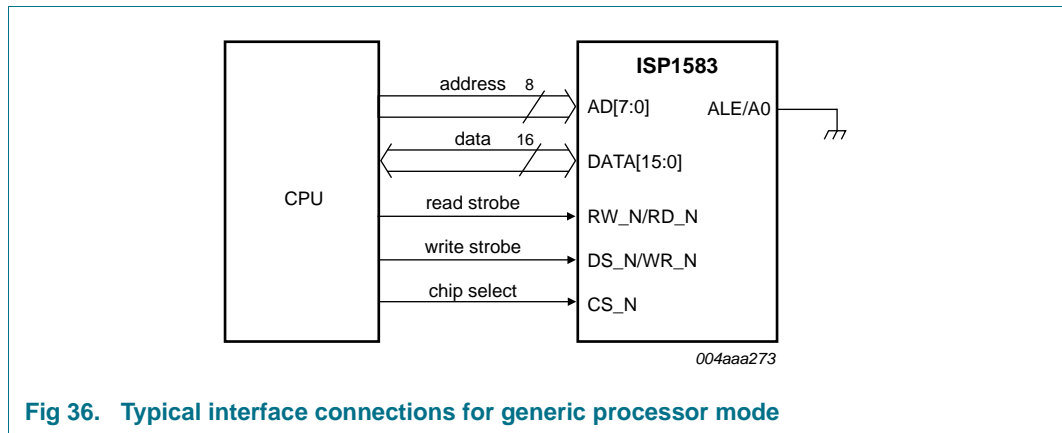 ISP1583
address 8
AD[7:0]
ALE/A0
data 16
DATA[15:0]
CPU
read strobe
RW_N/RD_N
write strobe
DS_N/WR_N
chip select
CS_N
004aaa273
Fig 36. Typical interface connections for generic processor mode